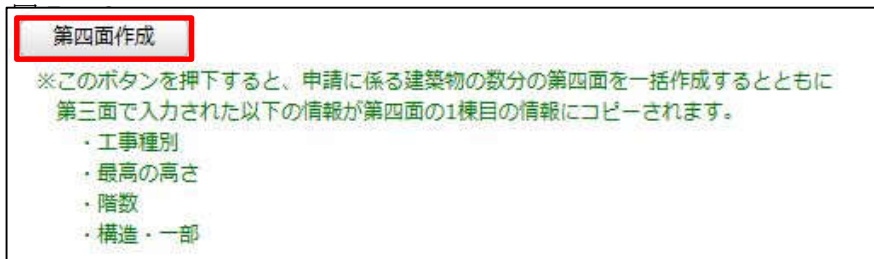 第四面作成
※このボタンを押下すると、申請に係る建築物の数分の第四面を一括作成するとともに
第三面で入力された以下の情報が第四面の1棟目の情報にコピーされます。
・工事種別
・最高の高さ
・階数
・構造・一部